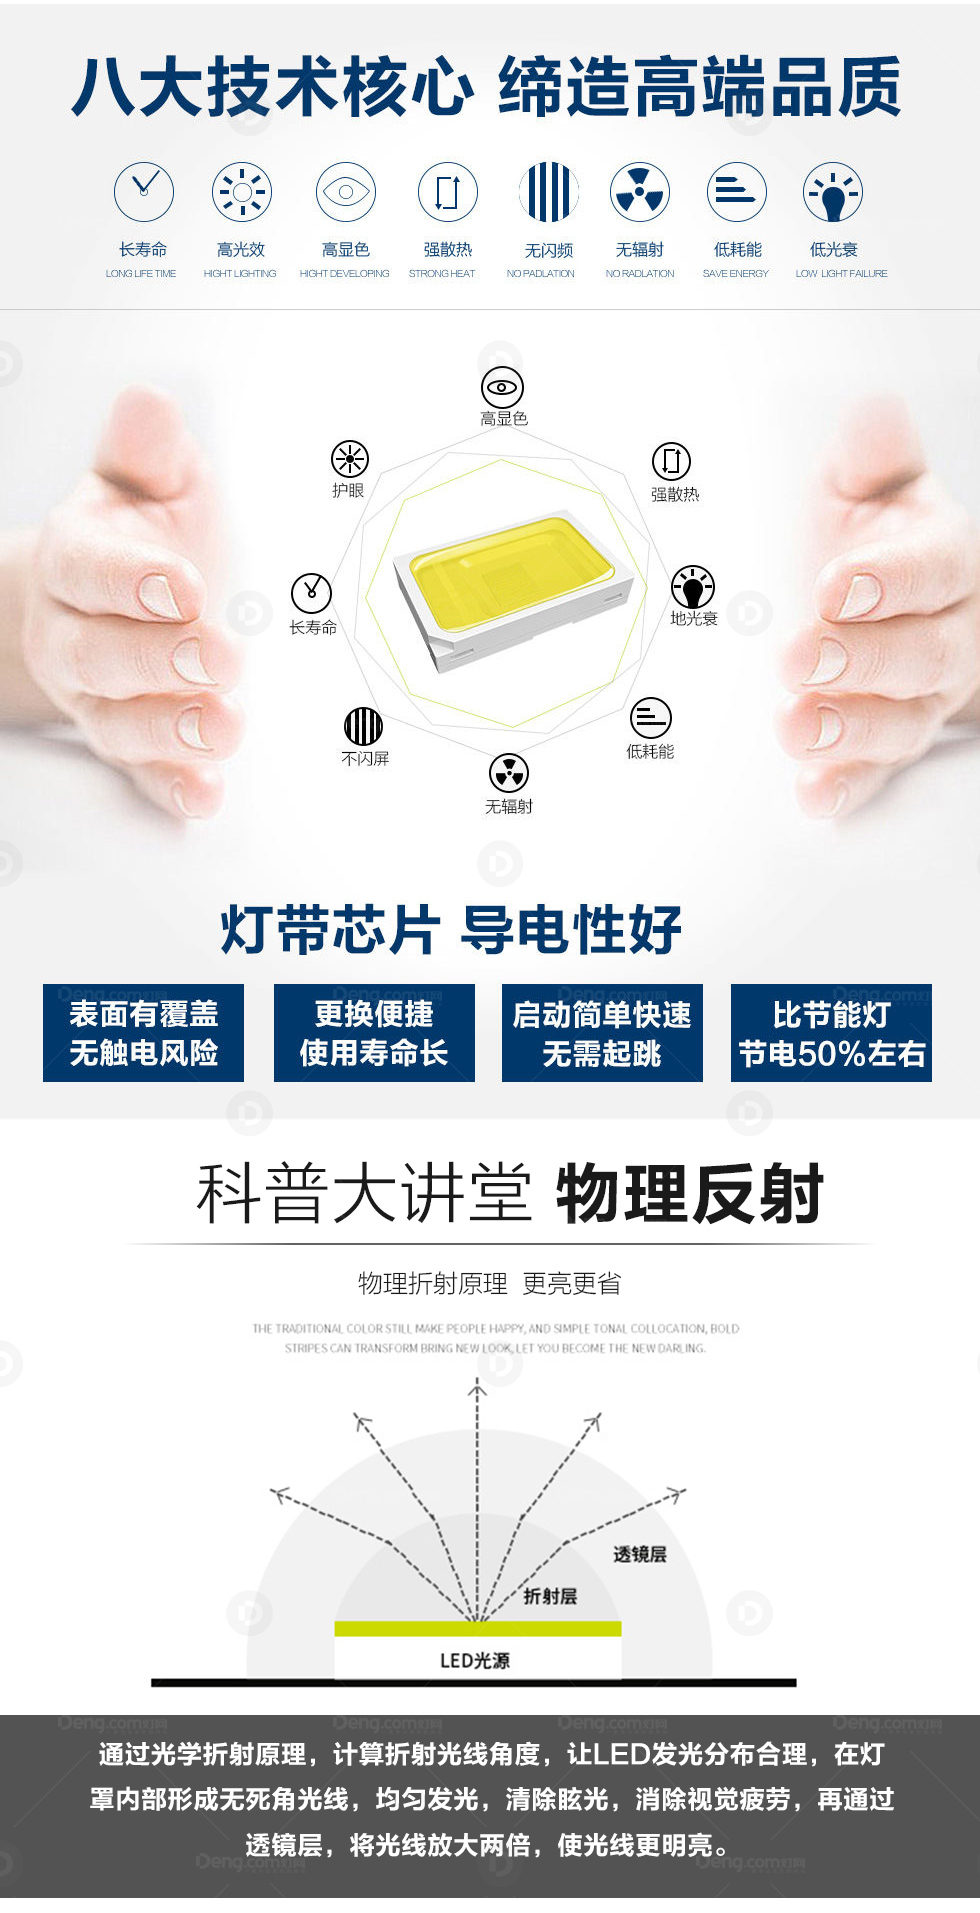 八大技术核心 缔造高端品质
长寿命 高光效 高显色 强散热 无闪频 无辐射 低耗能 低光衰
LONG LIFE TIME HIGHT LIGHTING HIGHT DEVELOPING STRONG HEAT NO PADLATION NO RADLATION SAVE ENERGY LOW LIGHT FAILURE
高显色
护眼
强散热
长寿命
地光衰
不闪屏
低耗能
无辐射
灯带芯片 导电性好
表面有覆盖
无触电风险
更换便捷
使用寿命长
启动简单快速
无需起跳
比节能灯
节电50%左右
科普大讲堂 物理反射
物理折射原理 更亮更省
THE TRADITIONAL COLOR STILL MAKE PEOPLE HAPPY, AND SIMPLE TONAL COLLOCATION, BOLD
STRIPES CAN TRANSFORM BRING NEW LOOK, LET YOU BECOME THE NEW DARLING.
透镜层
折射层
LED光源
通过光学折射原理，计算折射光线角度，让LED发光分布合理，在灯
罩内部形成无死角光线，均匀发光，清除眩光，消除视觉疲劳，再通过
透镜层，将光线放大两倍，使光线更明亮。
Deng.com灯网